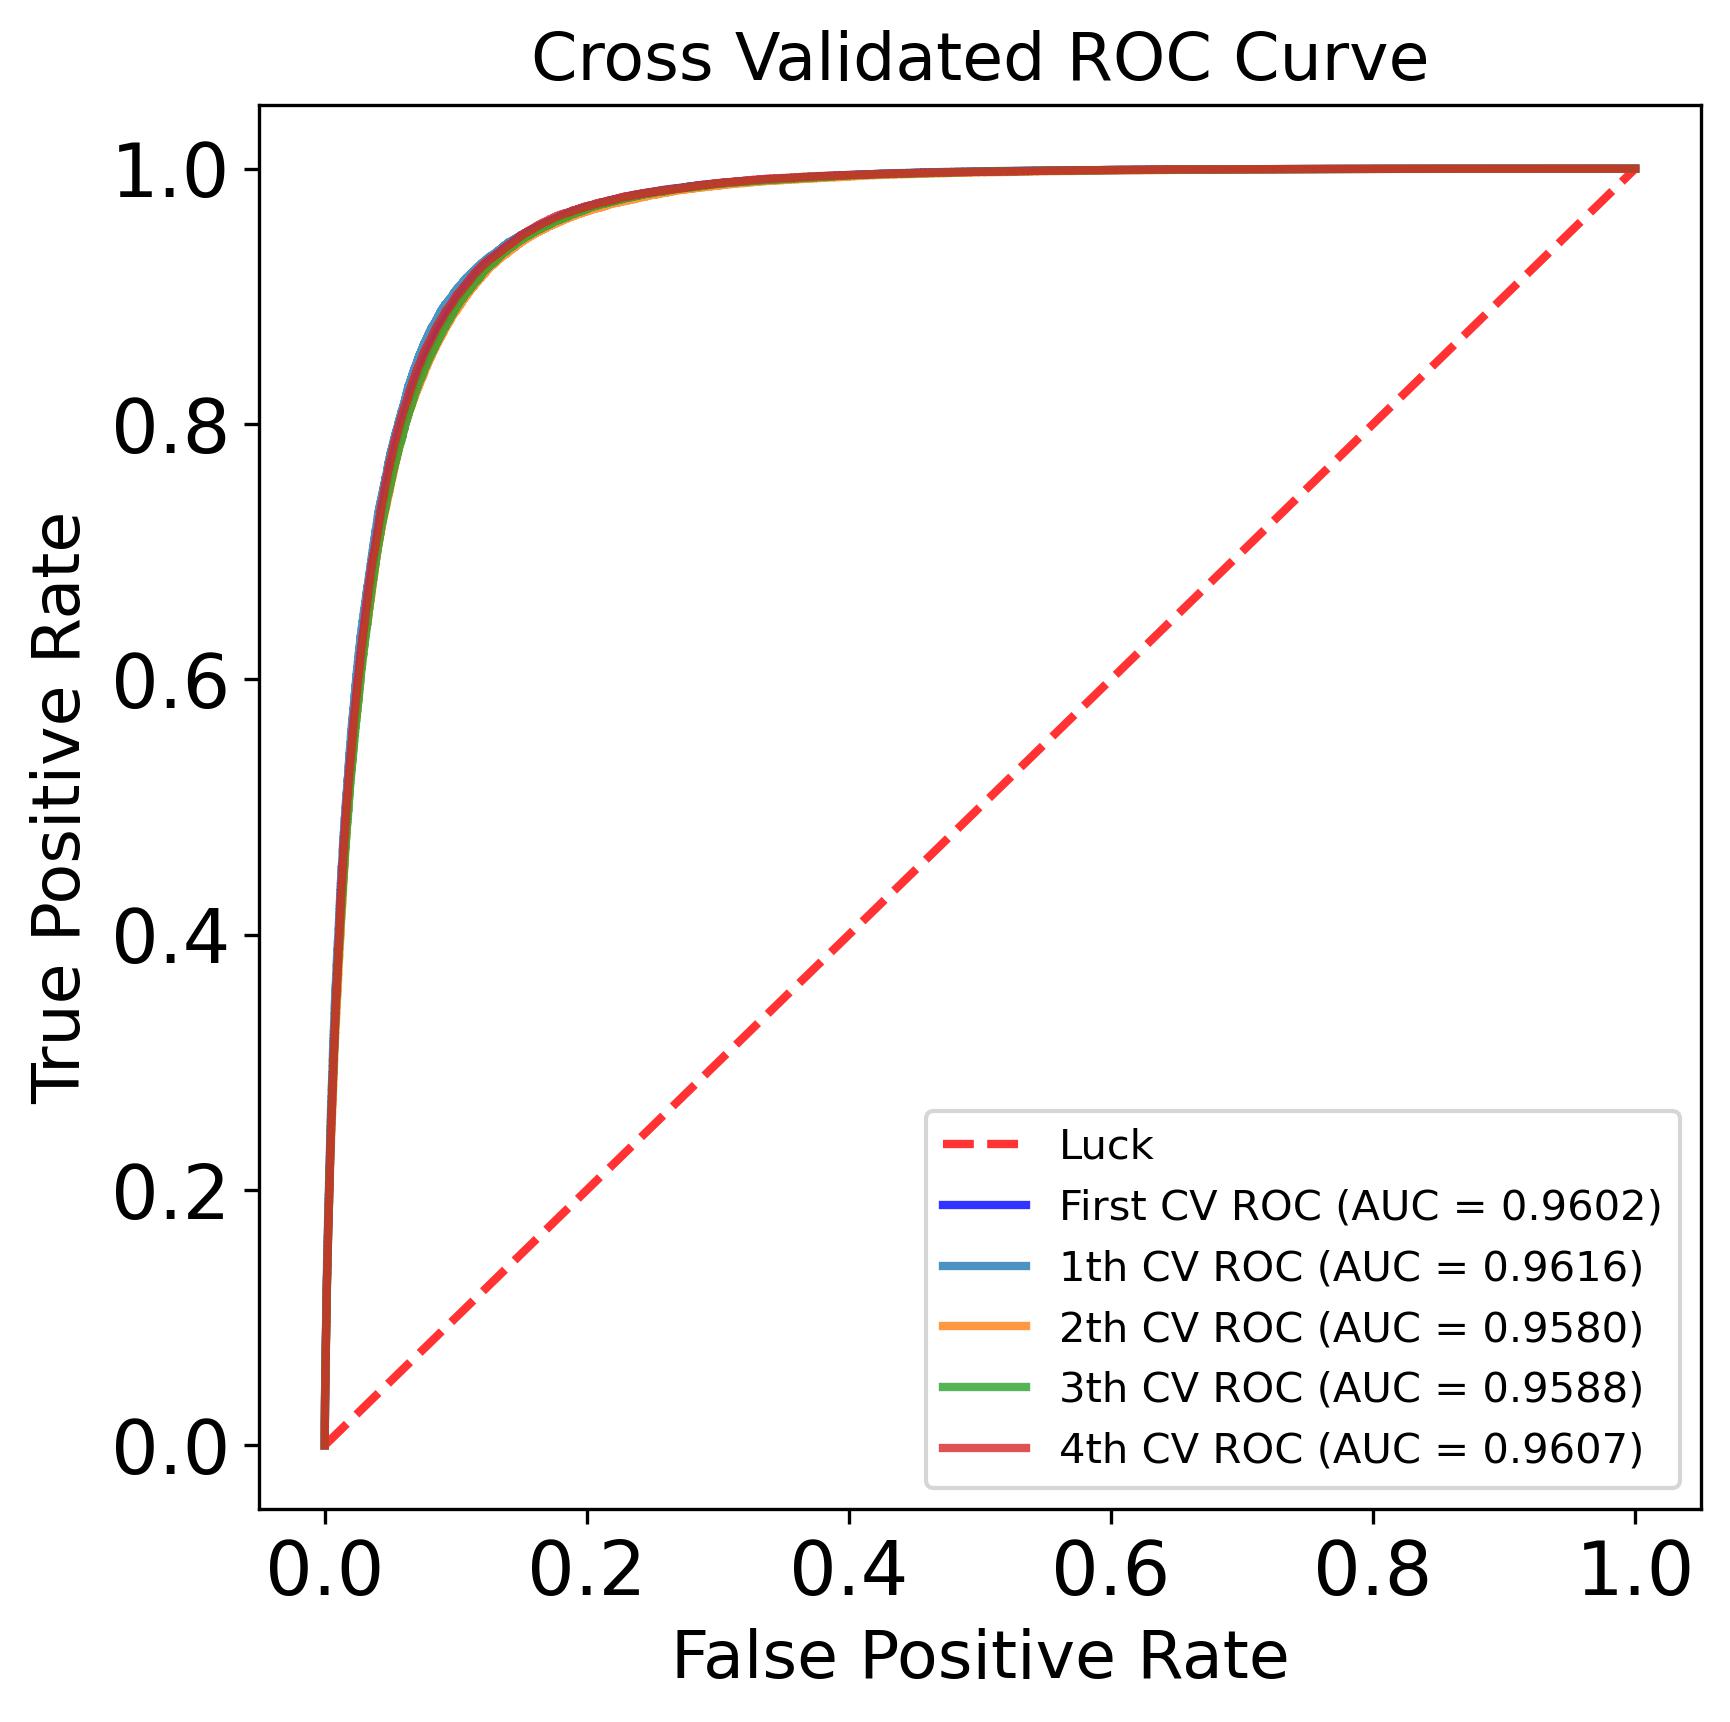 Cross Validated ROC Curve
True Positive Rate
1.0
0.8
0.6
0.4
0.2
0.0
Luck
First CV ROC (AUC = 0.9602)
1th CV ROC (AUC = 0.9616)
2th CV ROC (AUC = 0.9580)
3th CV ROC (AUC = 0.9588)
4th CV ROC (AUC = 0.9607)
0.0 0.2 0.4 0.6 0.8 1.0
False Positive Rate